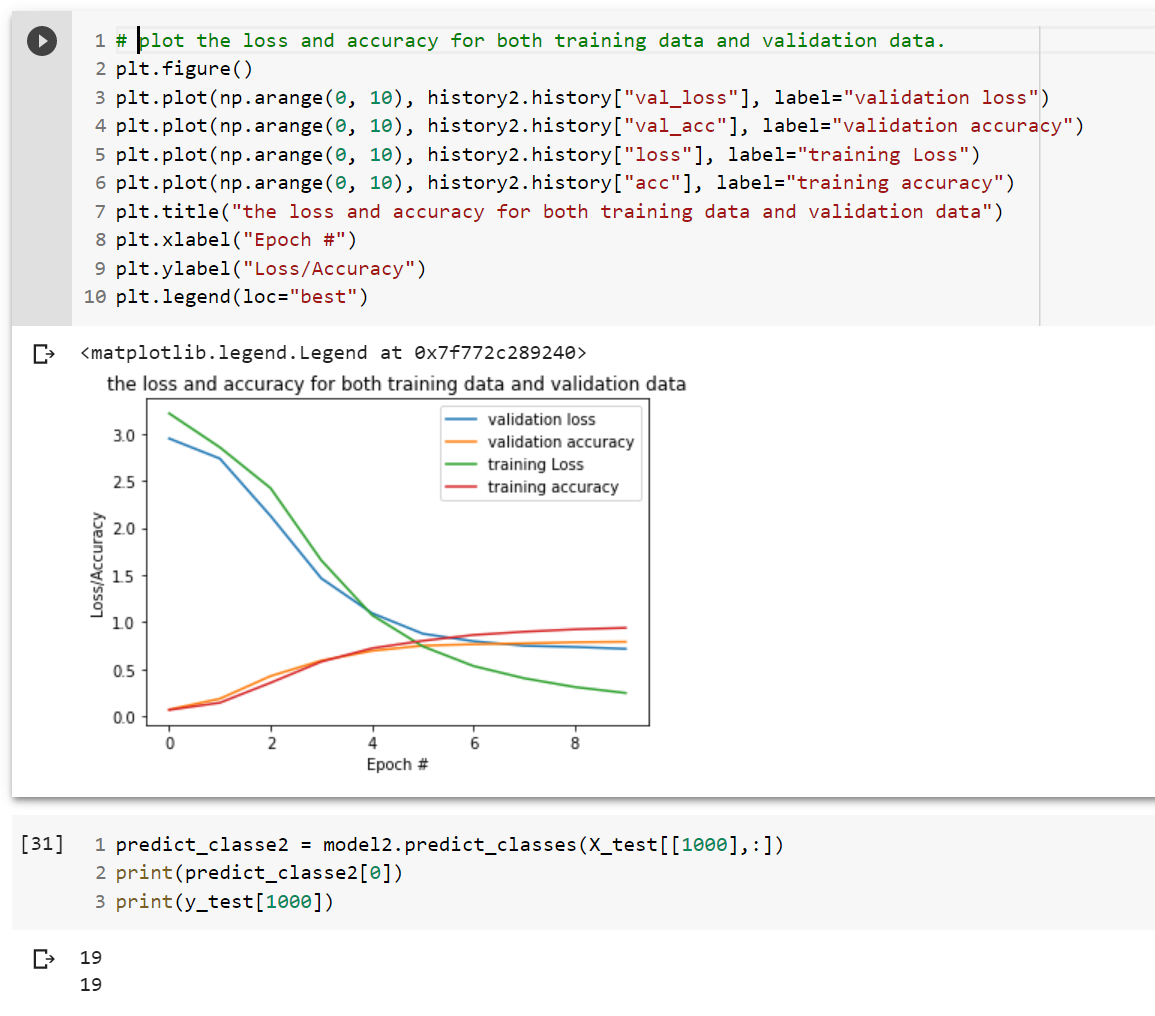 1 # plot the loss and accuracy for both training data and validation data.
2 plt.figure()
3 plt.plot(np.arange(0, 10), history2.history["val_loss"], label="validation loss")
4 plt.plot(np.arange(0, 10), history2.history["val_acc"], label="validation accuracy")
5 plt.plot(np.arange(0, 10), history2.history["loss"], label="training Loss")
6 plt.plot(np.arange(0, 10), history2.history["acc"], label="training accuracy")
7 plt.title("the loss and accuracy for both training data and validation data")
8 plt.xlabel("Epoch #")
9 plt.ylabel("Loss/Accuracy")
10 plt.legend(loc="best")
<matplotlib.legend.Legend at 0x7f772c289240>
the loss and accuracy for both training data and validation data
validation loss
validation accuracy
training Loss
training accuracy
3.0
2.5
2.0
1.5
1.0
0.5
0.0
Loss/Accuracy
0 2 4 6 8
Epoch #
[31] 1 predict_classe2 = model2.predict_classes(X_test[[1000],:])
2 print(predict_classe2[0])
3 print(y_test[1000])
19
19